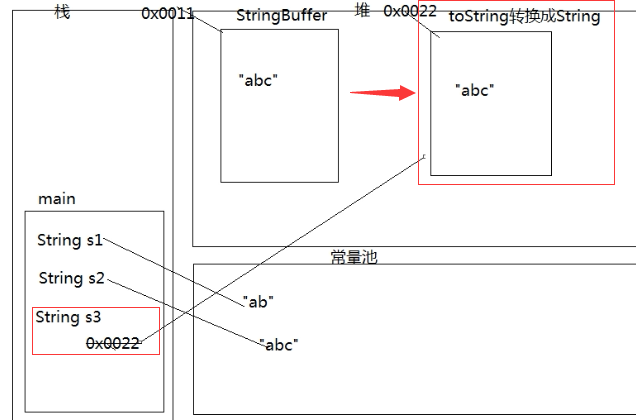 栈
0x0011
StringBuffer
堆
0x0022
toString转换成String
"abc"
"abc"
main
String s1
String s2
String s3
0x0022
常量池
"ab"
"abc"